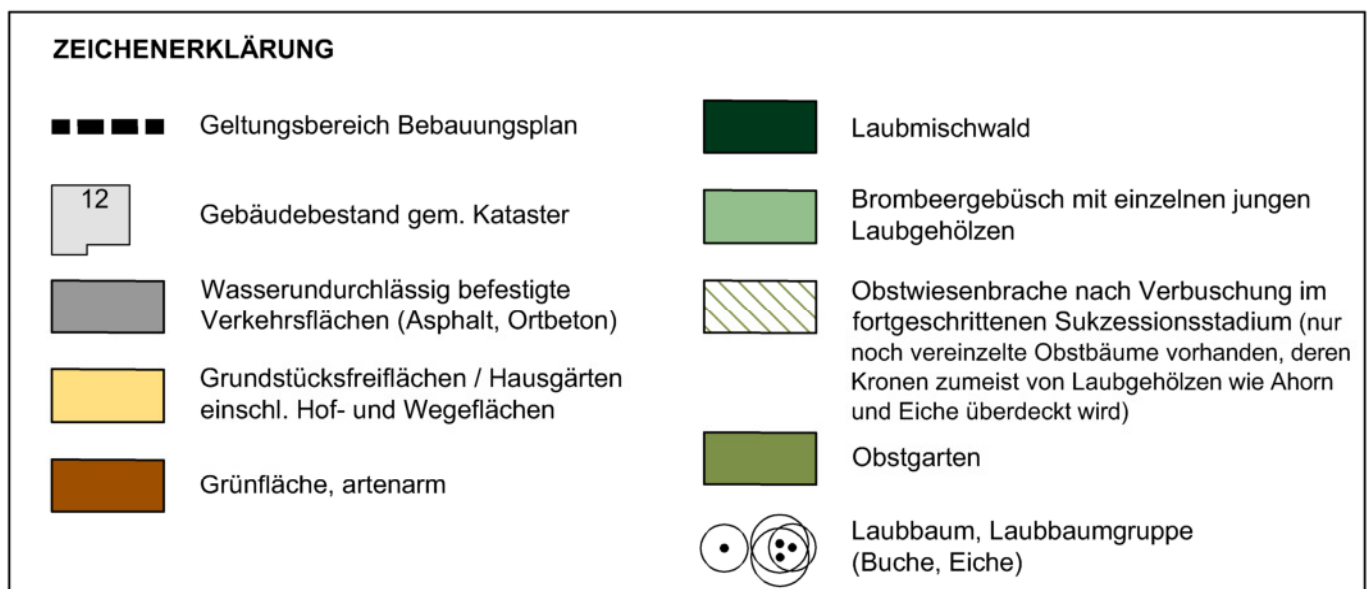 ZEICHENERKLÄRUNG
Geltungsbereich Bebauungsplan
12
Gebäudebestand gem. Kataster
Wasserundurchlässig befestigte
Verkehrsflächen (Asphalt, Ortbeton)
Grundstücksfreiflächen / Hausgärten
einschl. Hof- und Wegeflächen
Grünfläche, artenarm
Laubmischwald
Brombeergebüsch mit einzelnen jungen
Laubgehölzen
Obstwiesenbrache nach Verbuschung im
fortgeschrittenen Sukzessionsstadium (nur
noch vereinzelte Obstbäume vorhanden, deren
Kronen zumeist von Laubgehölzen wie Ahorn
und Eiche überdeckt wird)
Obstgarten
Laubbaum, Laubbaumgruppe
(Buche, Eiche)